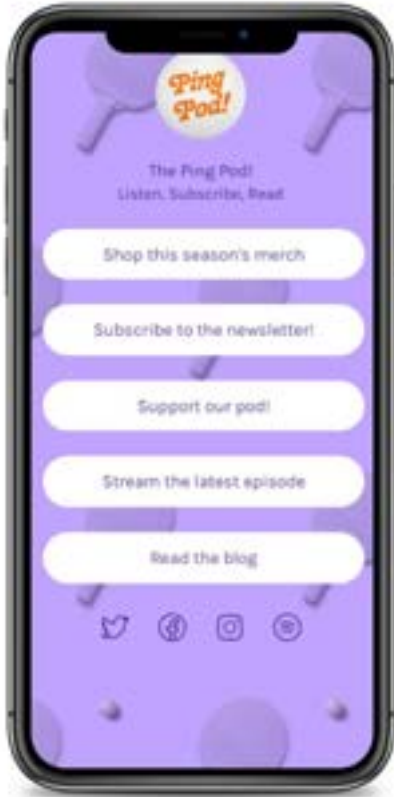 Ping
Pod!
The Ping Pod!
Listen, Subscribe, Read
Shop this season's merch
Subscribe to the newsletter!
Support our pod!
Stream the latest episode
Read the blog